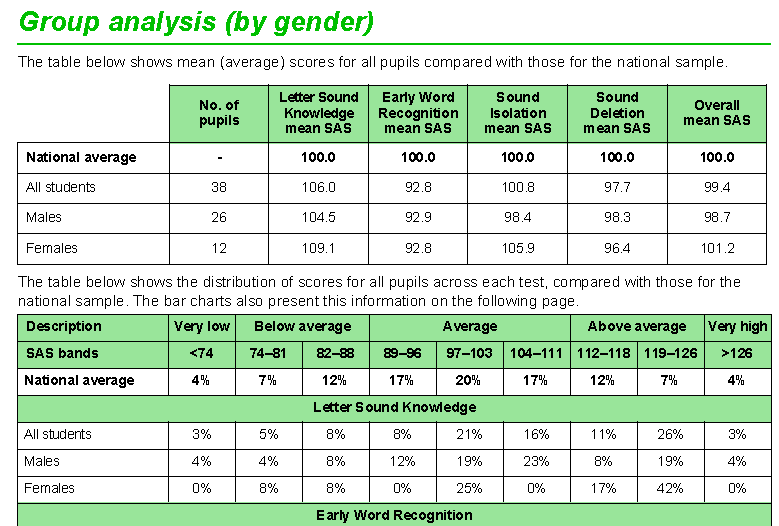 Group analysis (by gender)
The table below shows mean (average) scores for all pupils compared with those for the national sample.
No. of pupils Letter Sound Knowledge mean SAS Early Word Recognition mean SAS Sound Isolation mean SAS Sound Deletion mean SAS Overall mean SAS
National average - 100.0 100.0 100.0 100.0 100.0
All students 38 106.0 92.8 100.8 97.7 99.4
Males 26 104.5 92.9 98.4 98.3 98.7
Females 12 109.1 92.8 105.9 96.4 101.2
The table below shows the distribution of scores for all pupils across each test, compared with those for the
national sample. The bar charts also present this information on the following page.
Description Very low Below average Average Above average Very high
SAS bands <74 74–81 82–88 89–96 97–103 104–111 112–118 119–126 >126
National average 4% 7% 12% 17% 20% 17% 12% 7% 4%
Letter Sound Knowledge
All students 3% 5% 8% 8% 21% 16% 11% 26% 3%
Males 4% 4% 8% 12% 19% 23% 8% 19% 4%
Females 0% 8% 8% 0% 25% 0% 17% 42% 0%
Early Word Recognition